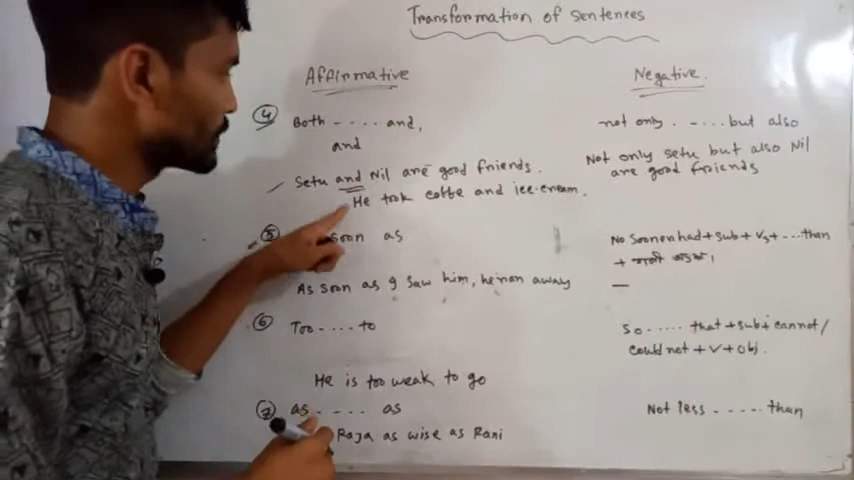 Transformation of sentences
Affirmative
Negative.
④ Both - . . . . and,
and
not only . - . . . but also
Setu and Nil are good friends.
He took coffe and ice-cream.
Not only setu but also Nil
are good friends
⑤ soon as
No sooner had + sub + V₃ + . . . than
+
As soon as I saw him, he ran away
⑥ Too . . . . to
So . . . . . that + sub + cannot /
could not + V + obj.
He is too weak to go
⑦ as . . . . as
Not less - . . . . than
Raja as wise as Rani